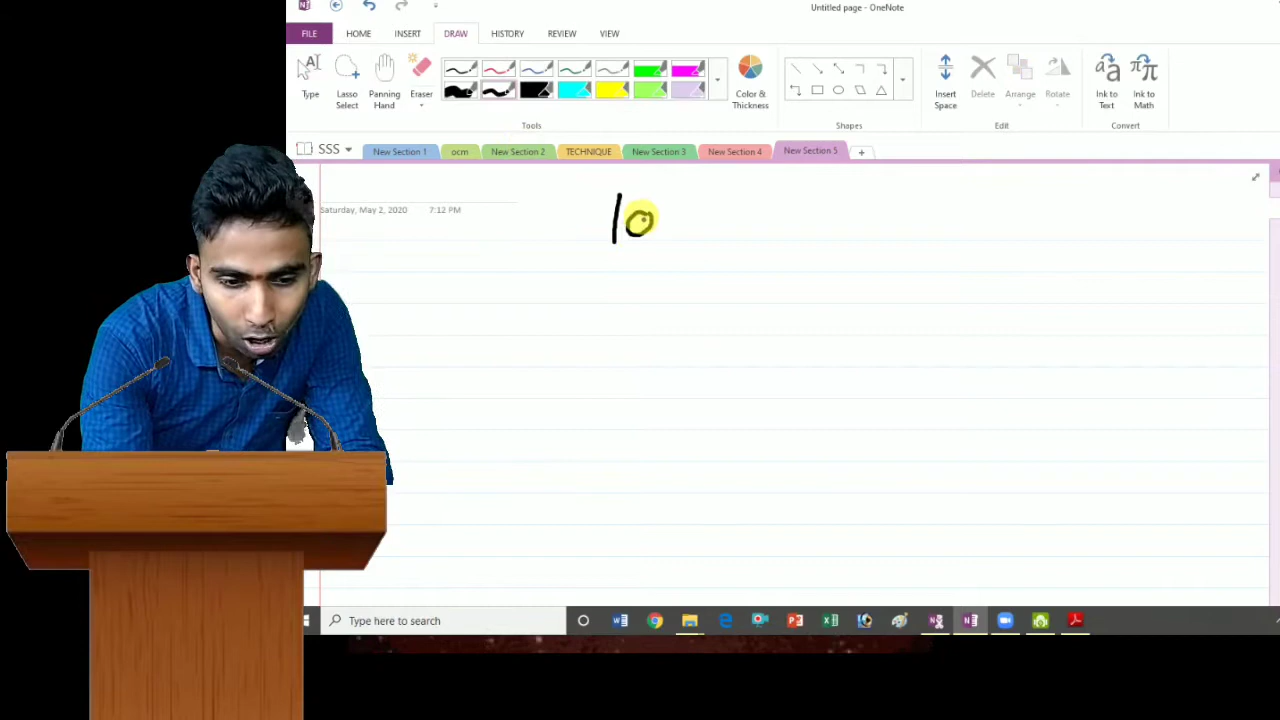 Untitled page - OneNote
FILE HOME INSERT DRAW HISTORY REVIEW VIEW
Type Lasso Select Panning Hand Eraser Color & Thickness Insert Space Delete Arrange Rotate Ink to Text Ink to Math
Tools Shapes Edit Convert
SSS New Section 1 ocm New Section 2 TECHNIQUE New Section 3 New Section 4 New Section 5
Saturday, May 2, 2020 7:12 PM
10
Type here to search